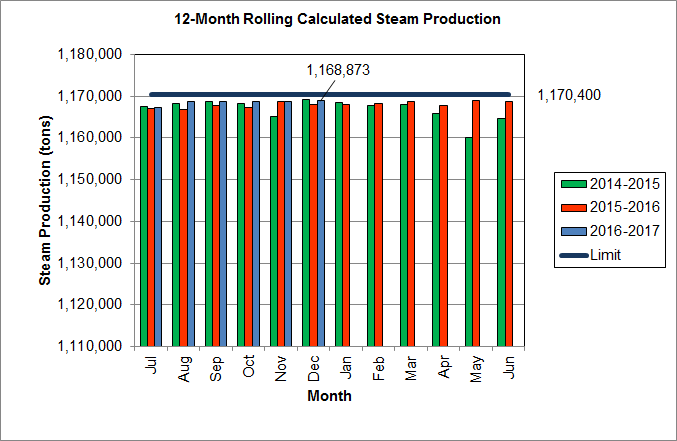 12-Month Rolling Calculated Steam Production
1,180,000
1,170,000
1,160,000
1,150,000
1,140,000
1,130,000
1,120,000
1,110,000
Steam Production (tons)
1,168,873
1,170,400
Jul
Aug
Sep
Oct
Nov
Dec
Jan
Feb
Mar
Apr
May
Jun
Month
2014-2015
2015-2016
2016-2017
Limit